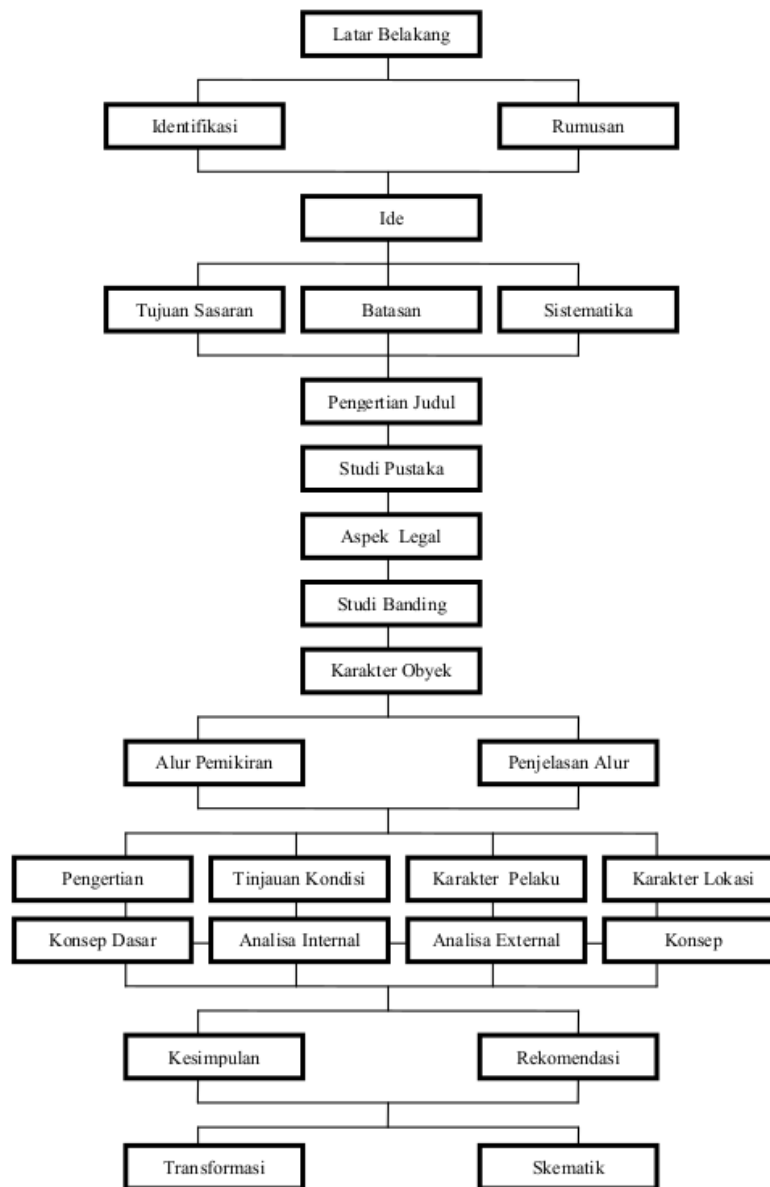 Latar Belakang
Identifikasi
Rumusan
Ide
Tujuan Sasaran
Batasan
Sistematika
Pengertian Judul
Studi Pustaka
Aspek Legal
Studi Banding
Karakter Obyek
Alur Pemikiran
Penjelasan Alur
Pengertian
Tinjauan Kondisi
Karakter Pelaku
Karakter Lokasi
Konsep Dasar
Analisa Internal
Analisa External
Konsep
Kesimpulan
Rekomendasi
Transformasi
Skematik